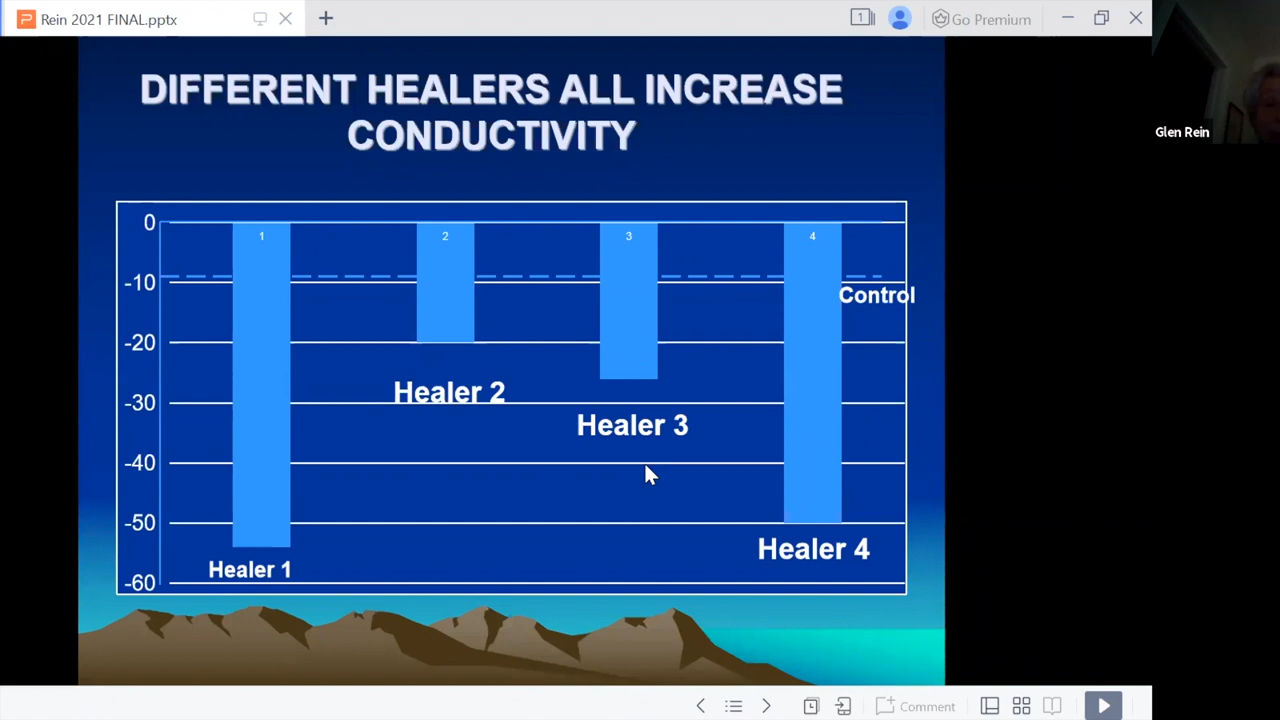 Rein 2021 FINAL.pptx
1
Go Premium
Glen Rein
DIFFERENT HEALERS ALL INCREASE
CONDUCTIVITY
0
1
2
3
4
-10
Control
-20
Healer 2
-30
Healer 3
-40
-50
Healer 4
Healer 1
-60
Comment